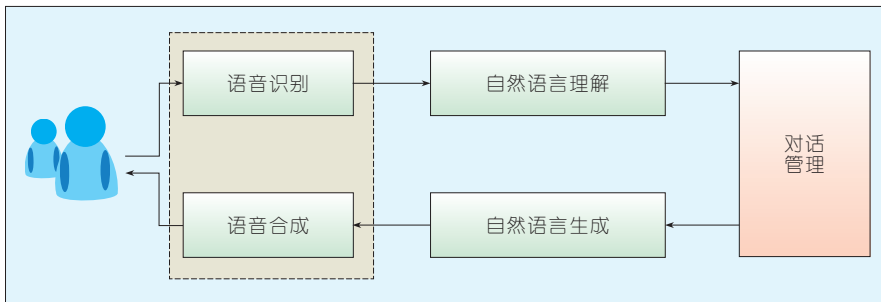 语音识别
自然语言理解
对话
管理
语音合成
自然语言生成